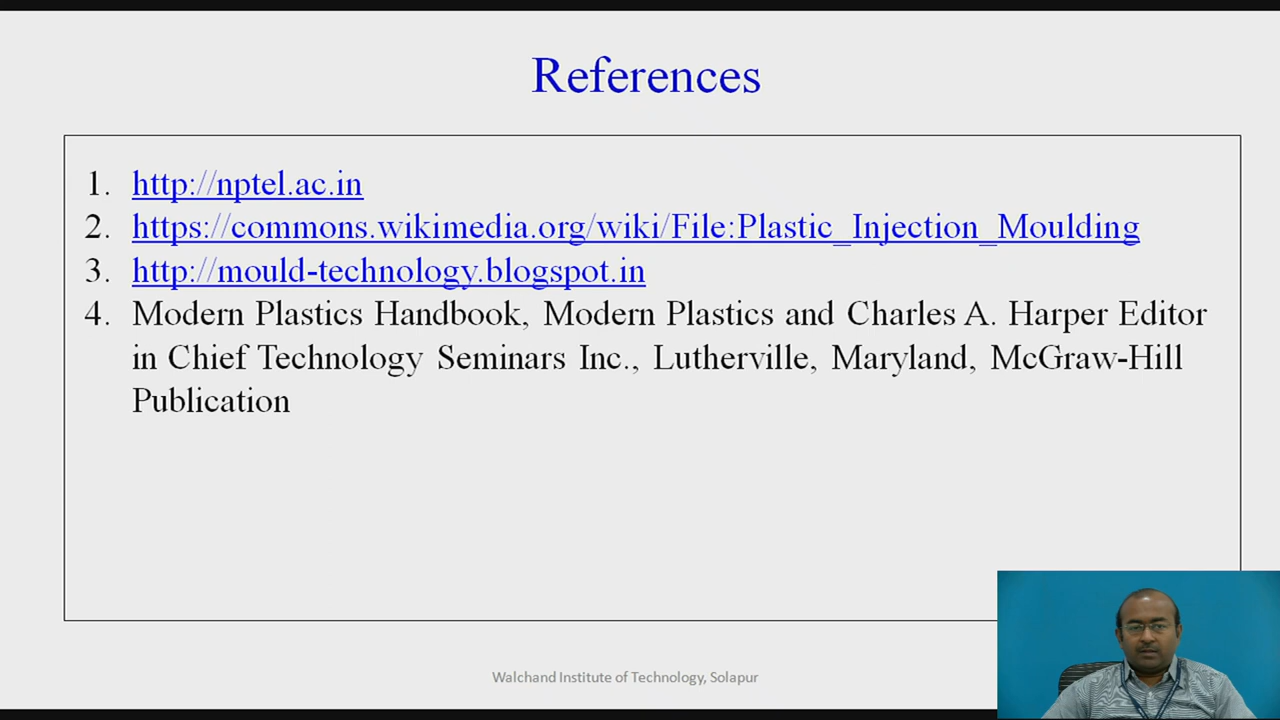 References
1. http://nptel.ac.in
2. https://commons.wikimedia.org/wiki/File:Plastic_Injection_Moulding
3. http://mould-technology.blogspot.in
4. Modern Plastics Handbook, Modern Plastics and Charles A. Harper Editor
in Chief Technology Seminars Inc., Lutherville, Maryland, McGraw-Hill
Publication
Walchand Institute of Technology, Solapur